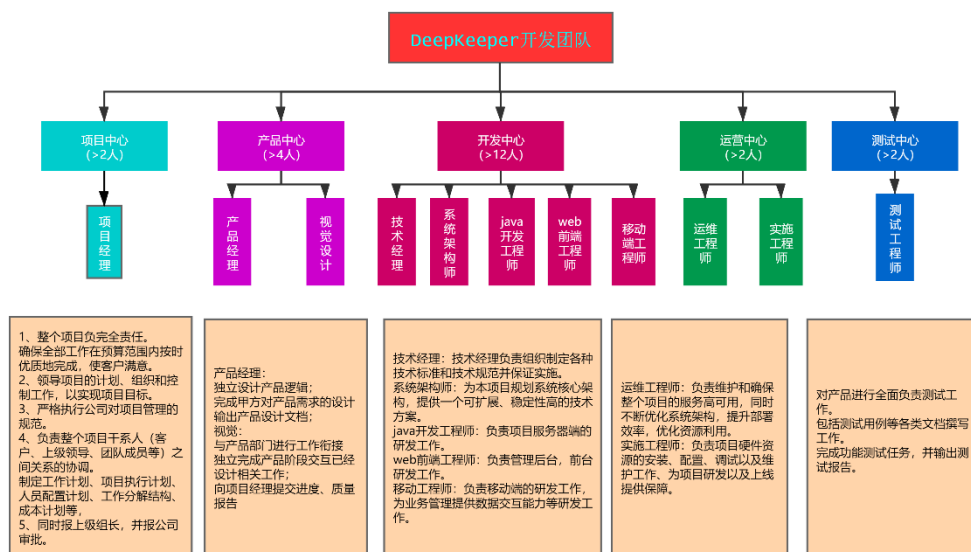 DeepKeeper开发团队
项目中心
(>2人)
产品中心
(>4人)
开发中心
(>12人)
运营中心
(>2人)
测试中心
(>2人)
项目经理
产品经理
视觉设计
技术经理
系统架构师
java
开发工程师
web
前端工程师
移动端工程师
运维工程师
实施工程师
测试工程师
1、整个项目负完全责任。
确保全部工作在预算范围内按时
优质地完成，使客户满意。
2、领导项目的计划、组织和控
制工作，以实现项目目标。
3、严格执行公司对项目管理的
规范。
4、负责整个项目干系人（客
户、上级领导、团队成员等）之
间关系的协调。
制定工作计划、项目执行计划、
人员配置计划、工作分解结构、
成本计划等，
5、同时报上级组长，并报公司
审批。
产品经理：
独立设计产品逻辑；
完成甲方对产品需求的设计
输出产品设计文档；
视觉：
与产品部门进行工作衔接
独立完成产品阶段交互已经
设计相关工作；
向项目经理提交进度、质量
报告
技术经理：技术经理负责组织制定各种
技术标准和技术规范并保证实施。
系统架构师：为本项目规划系统核心架
构，提供一个可扩展、稳定性高的技术
方案。
java开发工程师：负责项目服务器端的
研发工作。
web前端工程师：负责管理后台，前台
研发工作。
移动工程师：负责移动端的研发工作，
为业务管理提供数据交互能力等研发工
作。
运维工程师：负责维护和确保
整个项目的服务高可用，同时
不断优化系统架构，提升部署
效率，优化资源利用。
实施工程师：负责项目硬件资
源的安装、配置、调试以及维
护工作、为项目研发以及上线
提供保障。
对产品进行全面负责测试工
作。
包括测试用例等各类文档撰写
工作。
完成功能测试任务，并输出测
试报告。